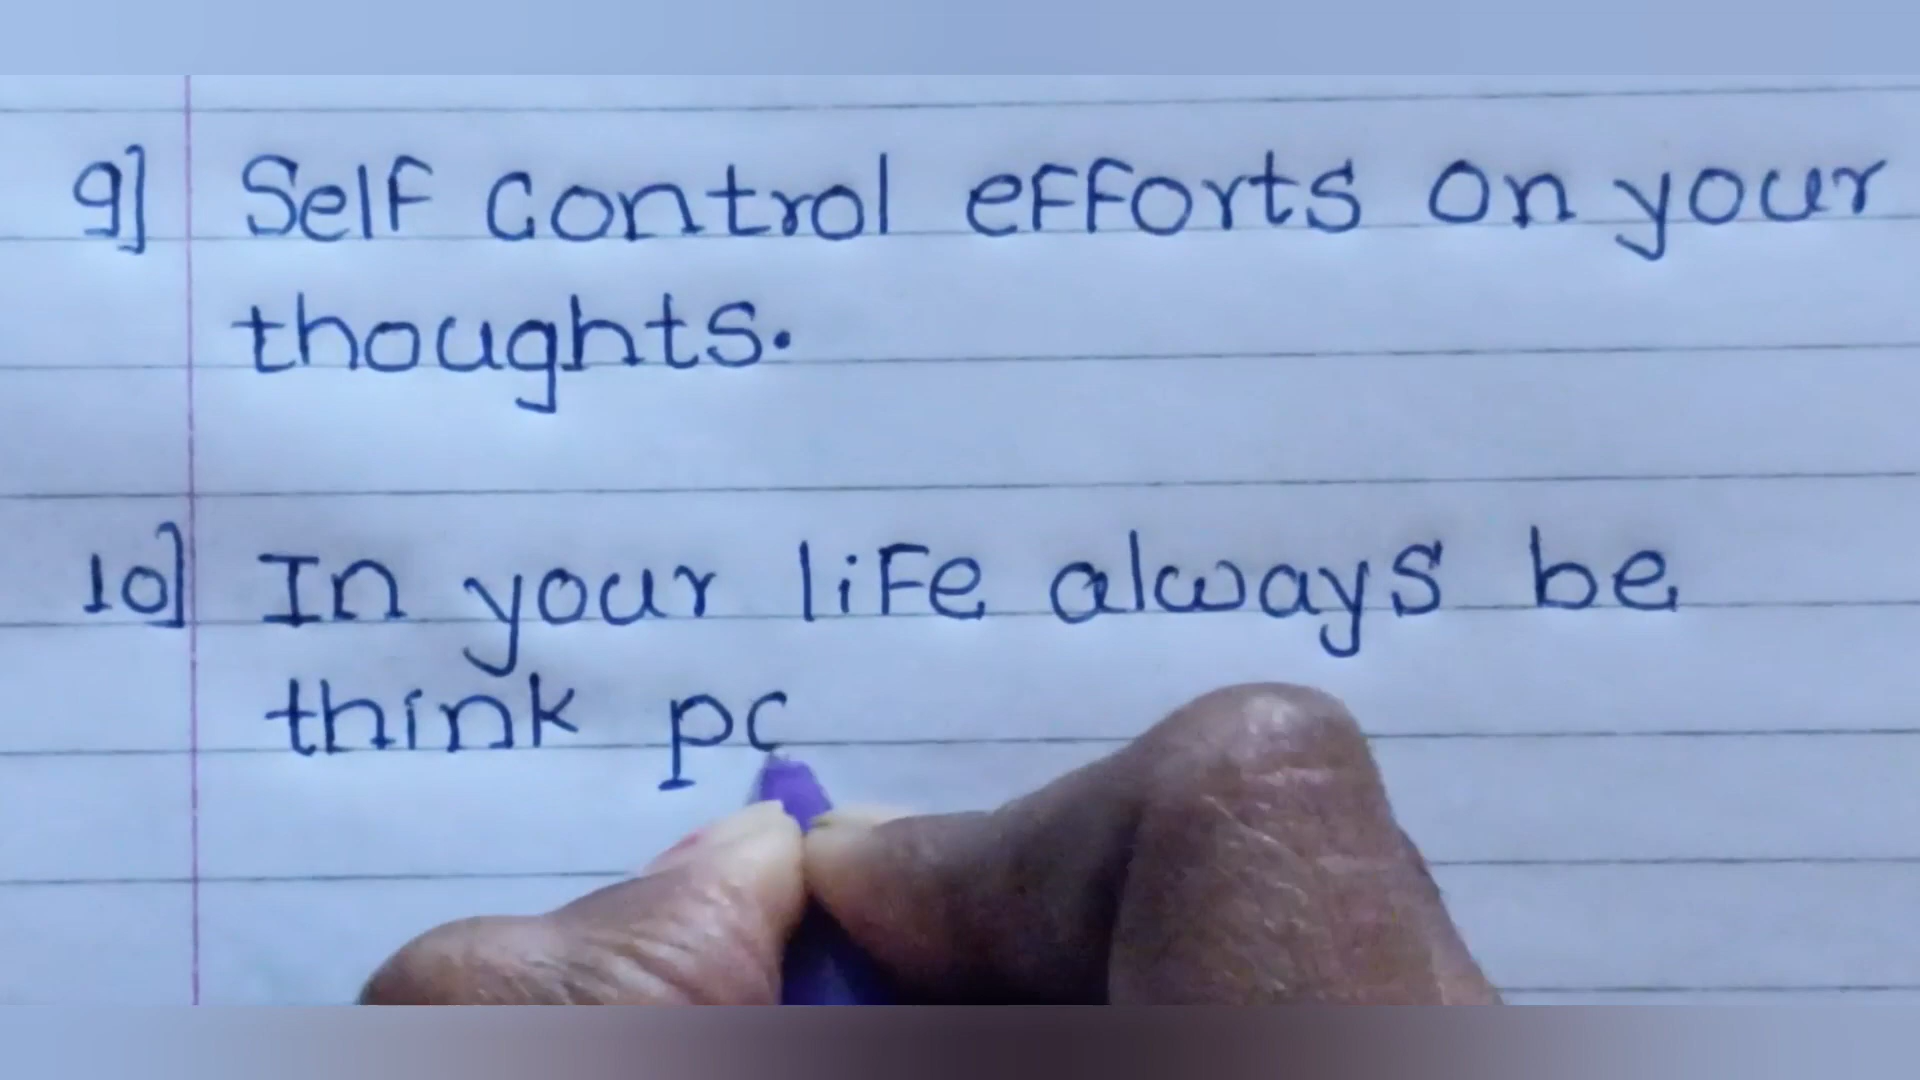 9] Self control efforts on your
thoughts.
10] In your life always be
think